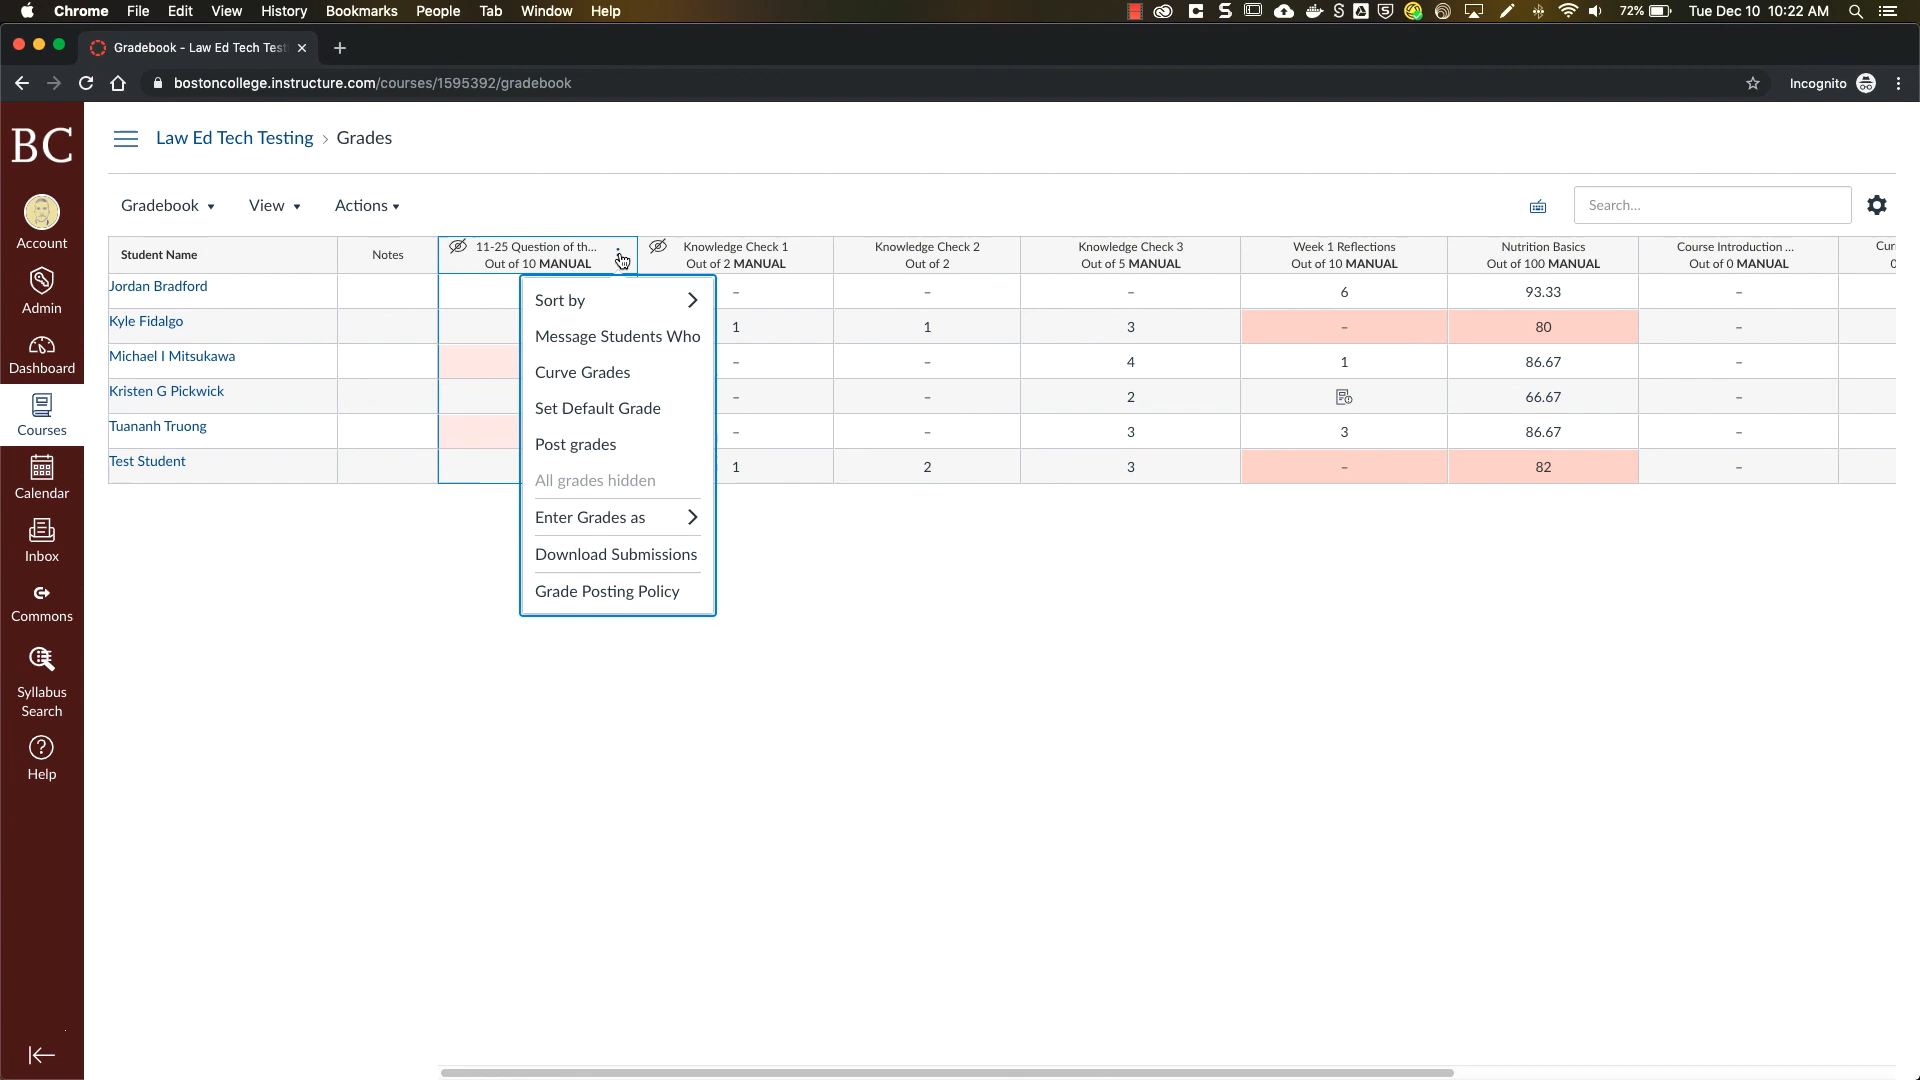 Chrome File Edit View History Bookmarks People Tab Window Help 72% Tue Dec 10 10:22 AM
Gradebook - Law Ed Tech Test
bostoncollege.instructure.com/courses/1595392/gradebook Incognito
BC
Account
Admin
Dashboard
Courses
Calendar
Inbox
Commons
Syllabus
Search
Help
Law Ed Tech Testing > Grades
Gradebook View Actions Search...
Student Name Notes 11-25 Question of th... Knowledge Check 1 Knowledge Check 2 Knowledge Check 3 Week 1 Reflections Nutrition Basics Course Introduction ...
Out of 10 MANUAL Out of 2 MANUAL Out of 2 Out of 5 MANUAL Out of 10 MANUAL Out of 100 MANUAL Out of 0 MANUAL
Jordan Bradford – – – 6 93.33 –
Kyle Fidalgo 1 1 3 – 80 –
Michael I Mitsukawa – – 4 1 86.67 –
Kristen G Pickwick – – 2 66.67 –
Tuananh Truong – – 3 3 86.67 –
Test Student 1 2 3 – 82 –
Sort by
Message Students Who
Curve Grades
Set Default Grade
Post grades
All grades hidden
Enter Grades as
Download Submissions
Grade Posting Policy